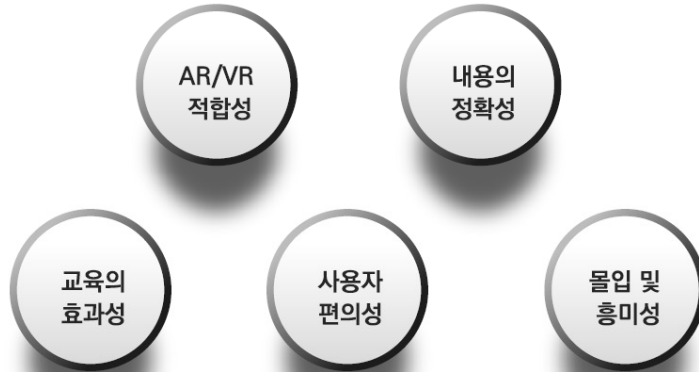 AR/VR
적합성
내용의
정확성
교육의
효과성
사용자
편의성
몰입 및
흥미성